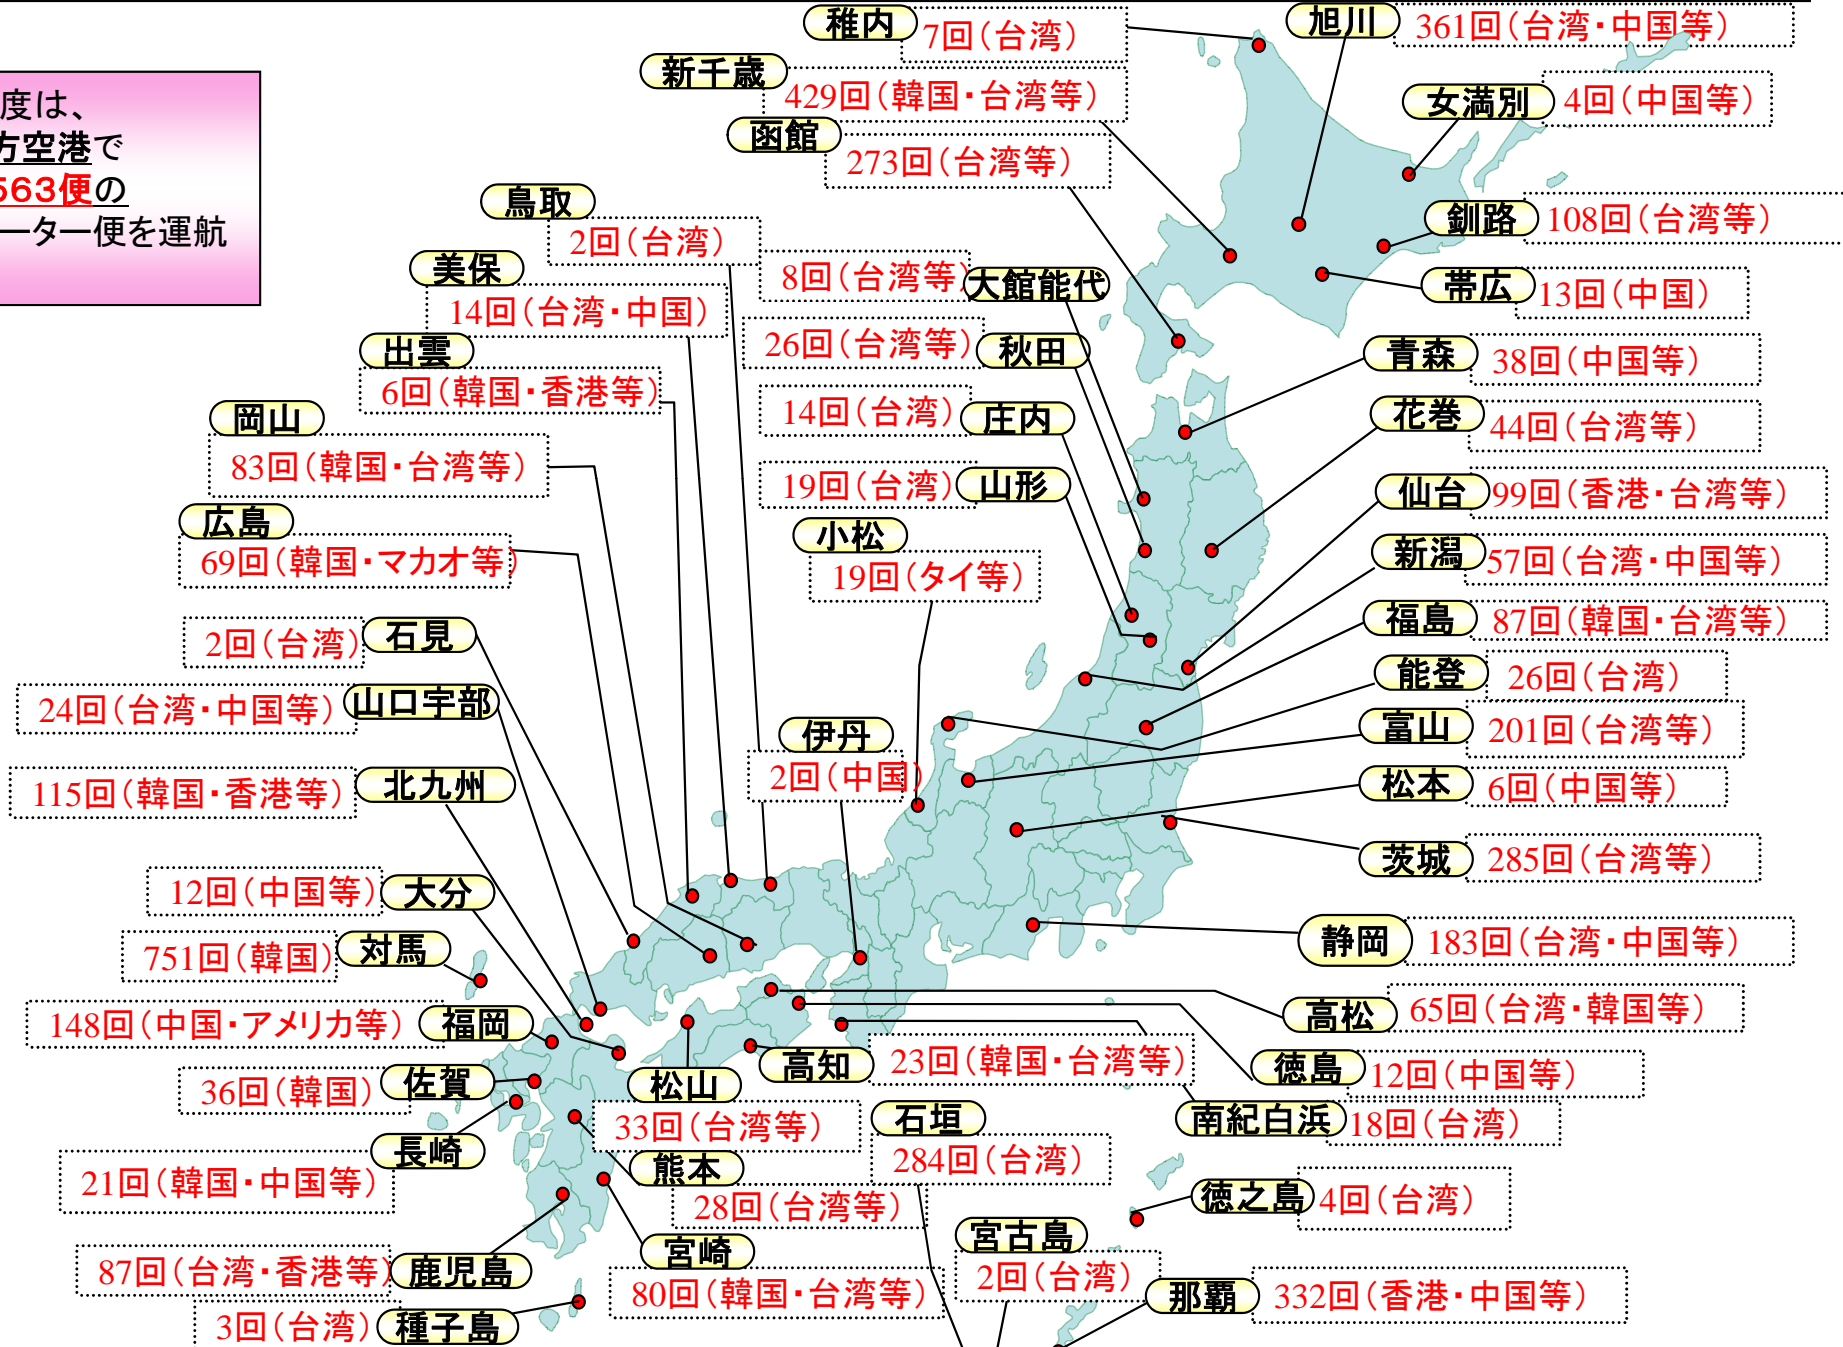 度は、
方空港で
563便の
ーター便を運航
稚内
7回(台湾)
旭川
361回(台湾・中国等)
新千歳
429回(韓国・台湾等)
女満別
4回(中国等)
函館
273回(台湾等)
釧路
108回(台湾等)
帯広
13回(中国)
鳥取
2回(台湾)
美保
14回(台湾・中国)
8回(台湾等)
大館能代
出雲
6回(韓国・香港等)
26回(台湾等)
秋田
青森
38回(中国等)
岡山
83回(韓国・台湾等)
14回(台湾)
庄内
花巻
44回(台湾等)
19回(台湾)
山形
仙台
99回(香港・台湾等)
広島
69回(韓国・マカオ等)
小松
19回(タイ等)
新潟
57回(台湾・中国等)
2回(台湾)
石見
福島
87回(韓国・台湾等)
能登
26回(台湾)
24回(台湾・中国等)
山口宇部
伊丹
2回(中国)
富山
201回(台湾等)
115回(韓国・香港等)
北九州
松本
6回(中国等)
茨城
285回(台湾等)
12回(中国等)
大分
751回(韓国)
対馬
静岡
183回(台湾・中国等)
148回(中国・アメリカ等)
福岡
高松
65回(台湾・韓国等)
36回(韓国)
佐賀
松山
33回(台湾等)
高知
23回(韓国・台湾等)
徳島
12回(中国等)
南紀白浜
18回(台湾)
長崎
21回(韓国・中国等)
熊本
28回(台湾等)
石垣
284回(台湾)
徳之島
4回(台湾)
87回(台湾・香港等)
鹿児島
宮崎
80回(韓国・台湾等)
宮古島
2回(台湾)
那覇
332回(香港・中国等)
3回(台湾)
種子島